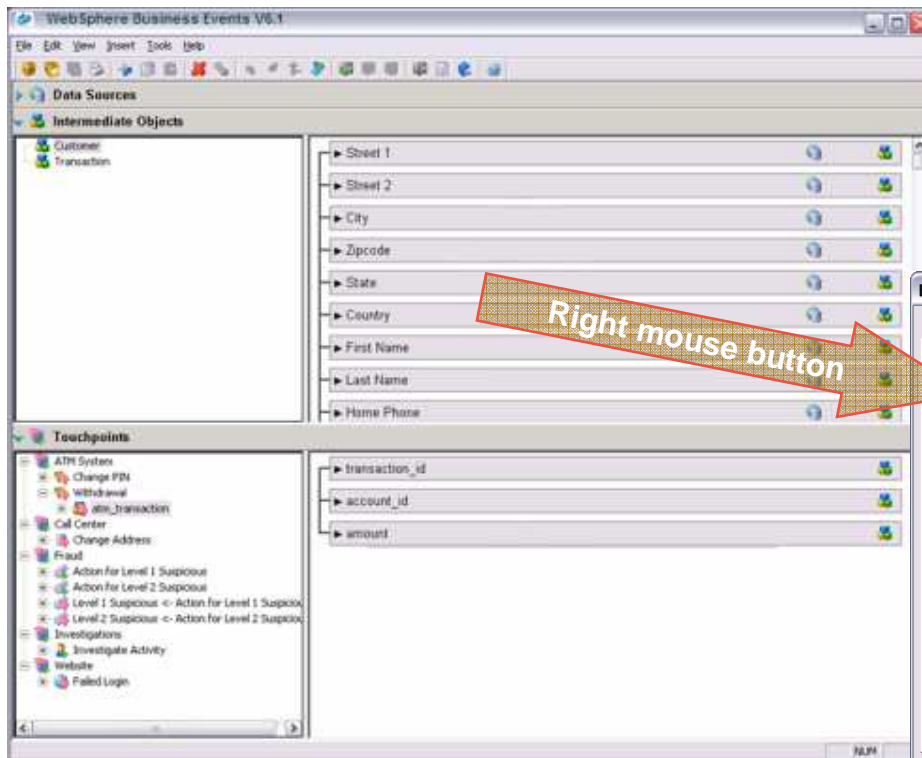 WebSphere Business Events V6.1
File Edit View Insert Tools Help
Data Sources
Intermediate Objects
Customer
Transaction
Street 1
Street 2
City
Zipcode
State
Country
First Name
Last Name
Home Phone
Right mouse button
Touchpoints
ATM System
Change PIN
Withdrawal
atm_transaction
Call Center
Change Address
Fraud
Action for Level 1 Suspicious
Action for Level 2 Suspicious
Level 1 Suspicious <- Action for Level 1 Suspiciou
Level 2 Suspicious <- Action for Level 2 Suspiciou
Investigations
Investigate Activity
Website
Failed Login
transaction_id
account_id
amount
NUM